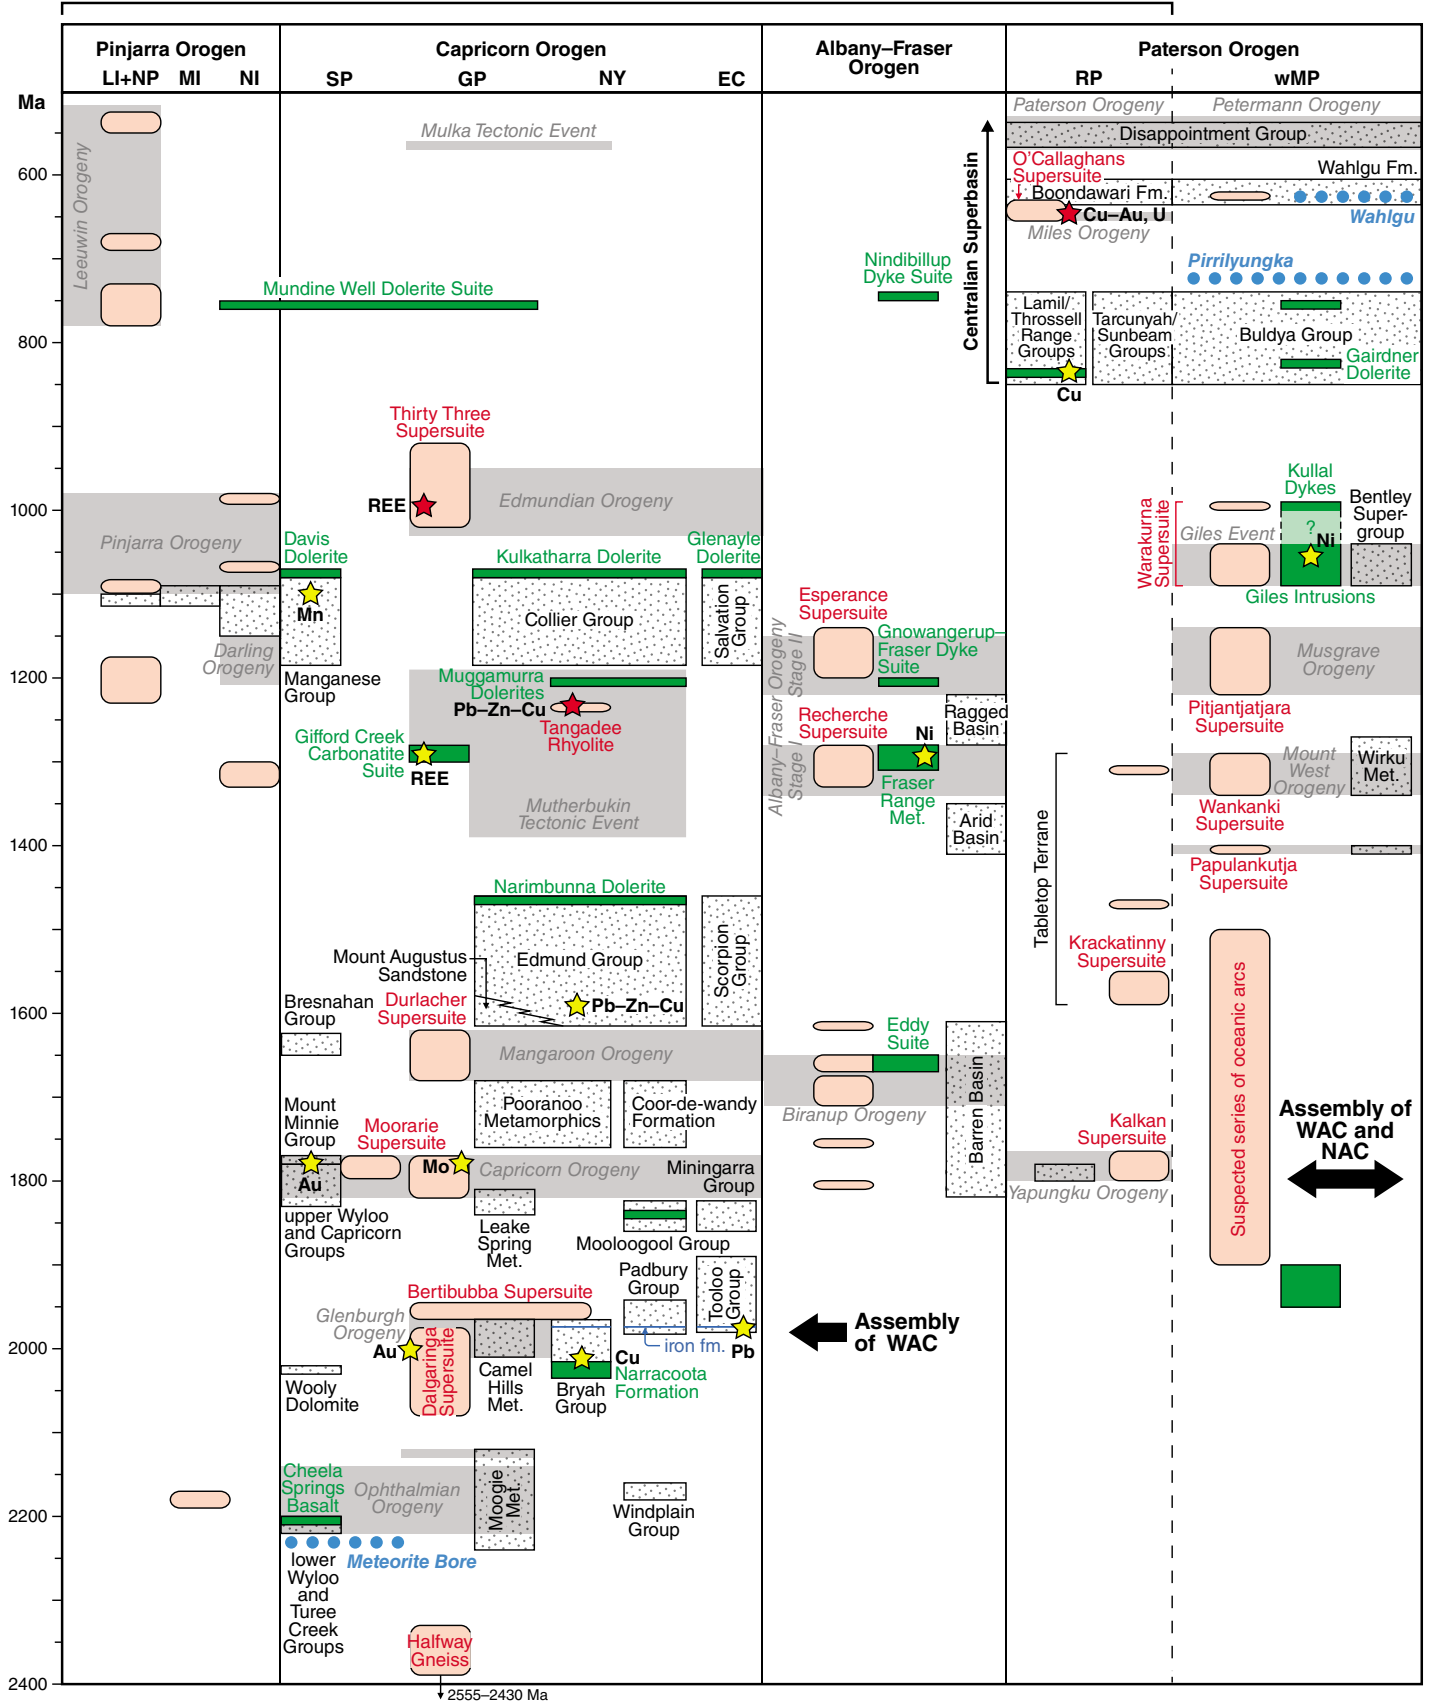 Pinjarra Orogen
LI+NP MI NI
Capricorn Orogen
SP GP NY EC
Albany–Fraser
Orogen
Paterson Orogen
RP wMP
Ma
600
800
1000
1200
1400
1600
1800
2000
2200
2400
Leeuwin Orogeny
Pinjarra Orogeny
Darling
Orogeny
Mulka Tectonic Event
Mundine Well Dolerite Suite
Thirty Three
Supersuite
REE
Edmundian Orogeny
Davis
Dolerite
Mn
Manganese
Group
Kulkatharra Dolerite
Collier Group
Glenayle
Dolerite
Salvation
Group
Muggamurra
Dolerites
Pb–Zn–Cu
Tangadee
Rhyolite
Gifford Creek
Carbonatite
Suite
REE
Mutherbukin
Tectonic Event
Narimbunna Dolerite
Mount Augustus
Sandstone
Edmund Group
Pb–Zn–Cu
Scorpion
Group
Bresnahan
Group
Durlacher
Supersuite
Mangaroon Orogeny
Mount
Minnie
Group
Moorarie
Supersuite
Pooranoo
Metamorphics
Coor-de-wandy
Formation
Au
Mo
Capricorn Orogeny
Miningarra
Group
upper Wyloo
and Capricorn
Groups
Leake
Spring
Met.
Mooloogool Group
Padbury
Group
Tooloo
Group
Bertibubba Supersuite
Glenburgh
Orogeny
Au
Dalgaringa
Supersuite
Camel
Hills
Met.
Cu
Narracoota
Formation
Bryah
Group
iron fm.
Pb
Wooly
Dolomite
Cheela
Springs
Basalt
Ophthalmian
Orogeny
Moogie
Met.
Windplain
Group
Meteorite Bore
lower
Wyloo
and
Turee
Creek
Groups
Halfway
Gneiss
2555–2430 Ma
Nindibillup
Dyke Suite
Esperance
Supersuite
Gnowangerup–
Fraser Dyke
Suite
Albany–Fraser Orogeny
Stage II
Stage I
Recherche
Supersuite
Ni
Ragged
Basin
Fraser
Range
Met.
Arid
Basin
Eddy
Suite
Biranup Orogeny
Barren Basin
Assembly
of WAC
Paterson Orogeny
Petermann Orogeny
Disappointment Group
O'Callaghans
Supersuite
Wahlgu Fm.
Boondawari Fm.
Cu–Au, U
Wahlgu
Miles Orogeny
Pirrilyungka
Centralian Superbasin
Lamil/
Throssell
Range
Groups
Tarcunyah/
Sunbeam
Groups
Buldya Group
Gairdner
Dolerite
Cu
Kullal
Dykes
Bentley
Super-
group
Warakurna
Supersuite
Giles Event
?
Ni
Giles Intrusions
Musgrave
Orogeny
Pitjantjatjara
Supersuite
Mount
West
Orogeny
Wirku
Met.
Wankanki
Supersuite
Papulankutja
Supersuite
Tabletop Terrane
Krackatinny
Supersuite
Suspected series of oceanic arcs
Kalkan
Supersuite
Yapungku Orogeny
Assembly of
WAC and
NAC